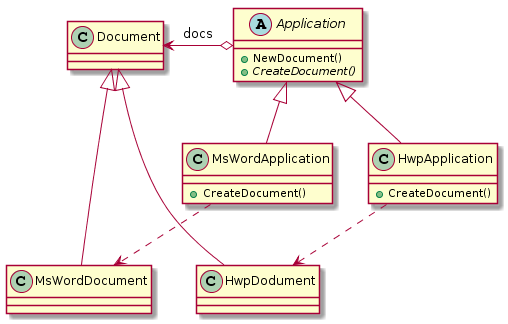 C Document
docs
A Application
NewDocument()
CreateDocument()
C MsWordApplication
CreateDocument()
C HwpApplication
CreateDocument()
C MsWordDocument
C HwpDodument